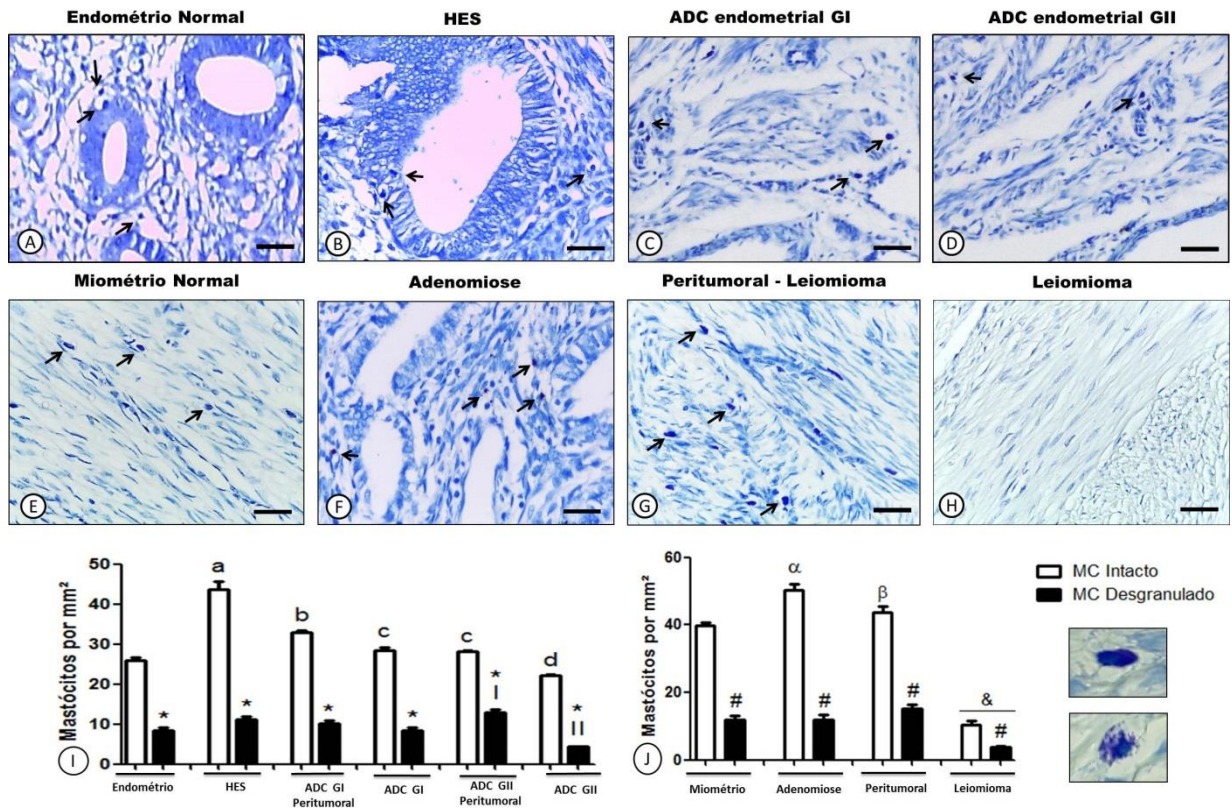 Endométrio Normal
HES
ADC endometrial GI
ADC endometrial GII
A
B
C
D
Miométrio Normal
Adenomiose
Peritumoral - Leiomioma
Leiomioma
E
F
G
H
Mastócitos por mm²
50
40
30
20
10
0
a
b
c
c
d
*
*
*
*
*
I
*
II
I
Endométrio
HES
ADC GI
Peritumoral
ADC GI
ADC GII
Peritumoral
ADC GII
Mastócitos por mm²
60
40
20
0
α
β
&
#
#
#
#
J
Miométrio
Adenomiose
Peritumoral
Leiomioma
MC Intacto
MC Desgranulado